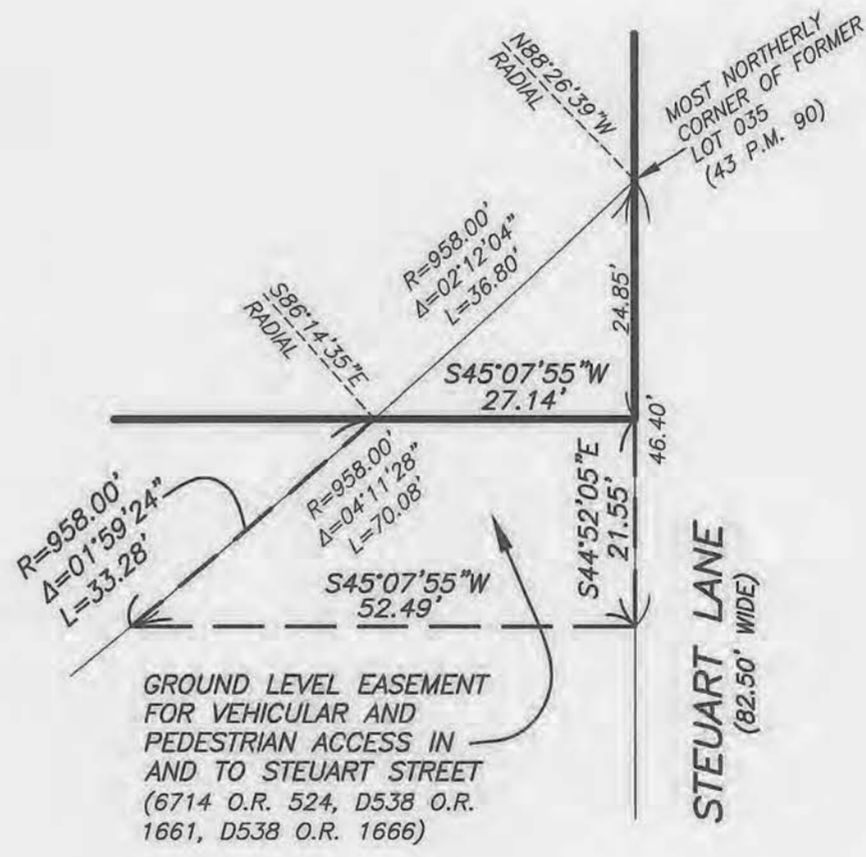 N88°26'39"W
RADIAL
MOST NORTHERLY
CORNER OF FORMER
LOT 035
(43 P.M. 90)
R=958.00'
Δ=02°12'04"
L=36.80'
S86°14'35"E
RADIAL
24.85'
S45°07'55"W
27.14'
46.40'
R=958.00'
Δ=01°59'24"
L=33.28'
R=958.00'
Δ=04°11'28"
L=70.08'
S44°52'05"E
21.55'
S45°07'55"W
52.49'
STEUART LANE
(82.50' WIDE)
GROUND LEVEL EASEMENT
FOR VEHICULAR AND
PEDESTRIAN ACCESS IN
AND TO STEUART STREET
(6714 O.R. 524, D538 O.R.
1661, D538 O.R. 1666)